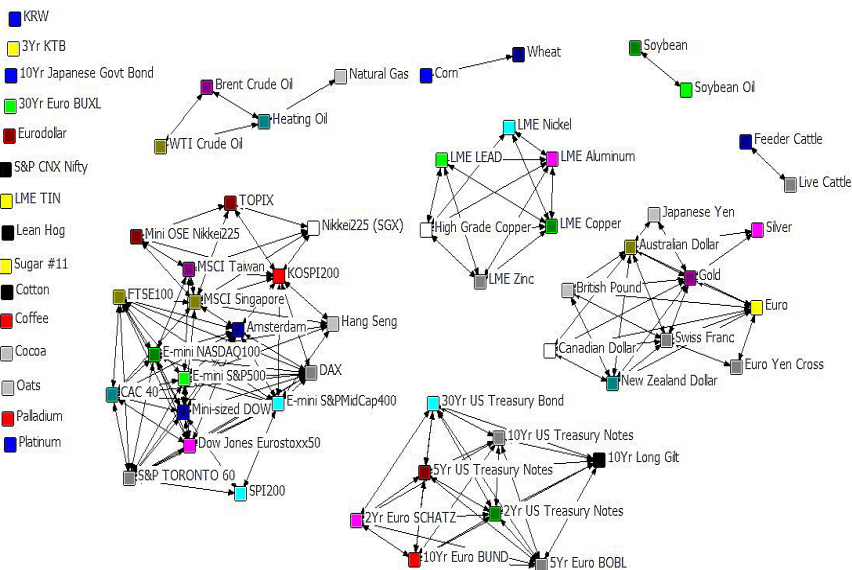 KRW
3Yr KTB
10Yr Japanese Govt Bond
30Yr Euro BUXL
Eurodollar
S&P CNX Nifty
LME TIN
Lean Hog
Sugar #11
Cotton
Coffee
Cocoa
Oats
Palladium
Platinum
Brent Crude Oil
Natural Gas
Heating Oil
WTI Crude Oil
Corn
Wheat
Soybean
Soybean Oil
Feeder Cattle
Live Cattle
LME Nickel
LME LEAD
LME Aluminum
High Grade Copper
LME Copper
LME Zinc
Japanese Yen
Silver
Australian Dollar
Gold
British Pound
Euro
Swiss Franc
Canadian Dollar
Euro Yen Cross
New Zealand Dollar
TOPIX
Nikkei225 (SGX)
Mini OSE Nikkei225
MSCI Taiwan
KOSPI200
FTSE100
MSCI Singapore
Amsterdam
Hang Seng
E-mini NASDAQ100
E-mini S&P500
DAX
CAC 40
Mini-sized DOW
E-mini S&PMidCap400
Dow Jones Eurostoxx50
S&P TORONTO 60
SPI200
30Yr US Treasury Bond
10Yr US Treasury Notes
10Yr Long Gilt
5Yr US Treasury Notes
2Yr Euro SCHATZ
2Yr US Treasury Notes
10Yr Euro BUND
5Yr Euro BOBL